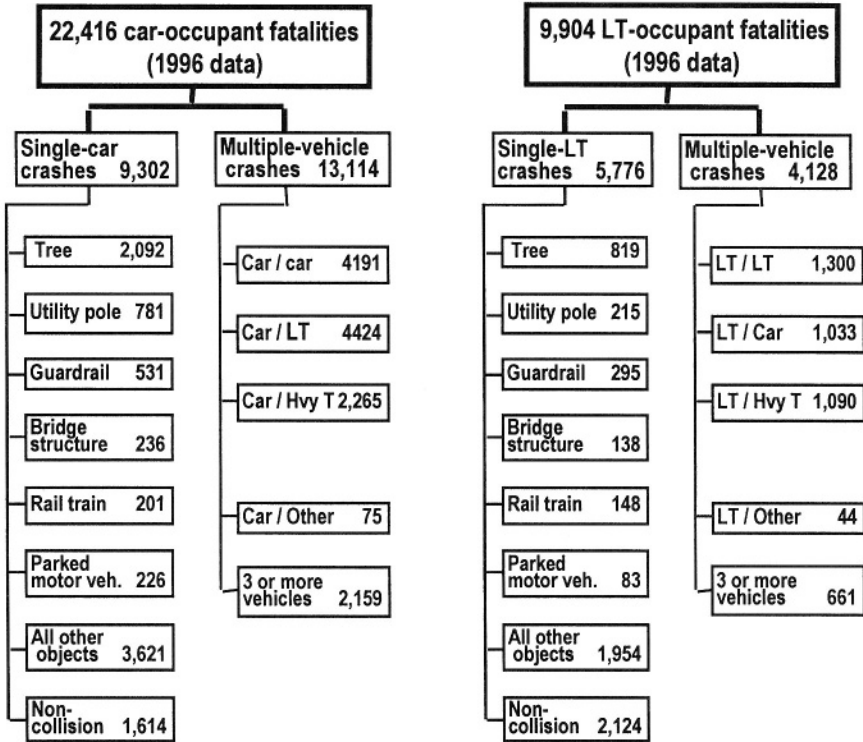 22,416 car-occupant fatalities
(1996 data)
Single-car
crashes 9,302
Multiple-vehicle
crashes 13,114
Tree 2,092
Utility pole 781
Guardrail 531
Bridge
structure 236
Rail train 201
Parked
motor veh. 226
All other
objects 3,621
Non-
collision 1,614
Car / car 4191
Car / LT 4424
Car / Hvy T 2,265
Car / Other 75
3 or more
vehicles 2,159
9,904 LT-occupant fatalities
(1996 data)
Single-LT
crashes 5,776
Multiple-vehicle
crashes 4,128
Tree 819
Utility pole 215
Guardrail 295
Bridge
structure 138
Rail train 148
Parked
motor veh. 83
All other
objects 1,954
Non-
collision 2,124
LT / LT 1,300
LT / Car 1,033
LT / Hvy T 1,090
LT / Other 44
3 or more
vehicles 661